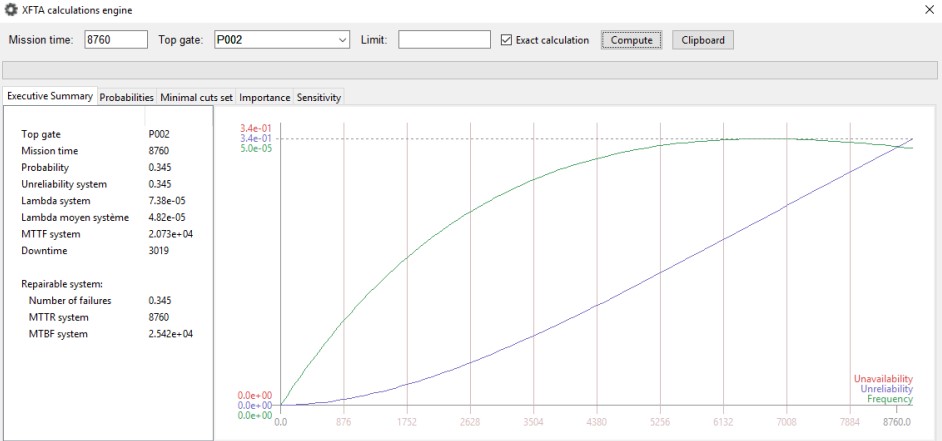 XFTA calculations engine
Mission time: 8760 Top gate: P002 Limit: Exact calculation Compute Clipboard
Executive Summary Probabilities Minimal cuts set Importance Sensitivity
Top gate P002
Mission time 8760
Probability 0.345
Unreliability system 0.345
Lambda system 7.38e-05
Lambda moyen système 4.82e-05
MTTF system 2.073e+04
Downtime 3019
Repairable system:
Number of failures 0.345
MTTR system 8760
MTBF system 2.542e+04
3.4e-01
3.4e-01
5.0e-05
Unavailability
Unreliability
Frequency
0.0e+00
0.0e+00
0.0e+00
0.0 876 1752 2628 3504 4380 5256 6132 7008 7884 8760.0